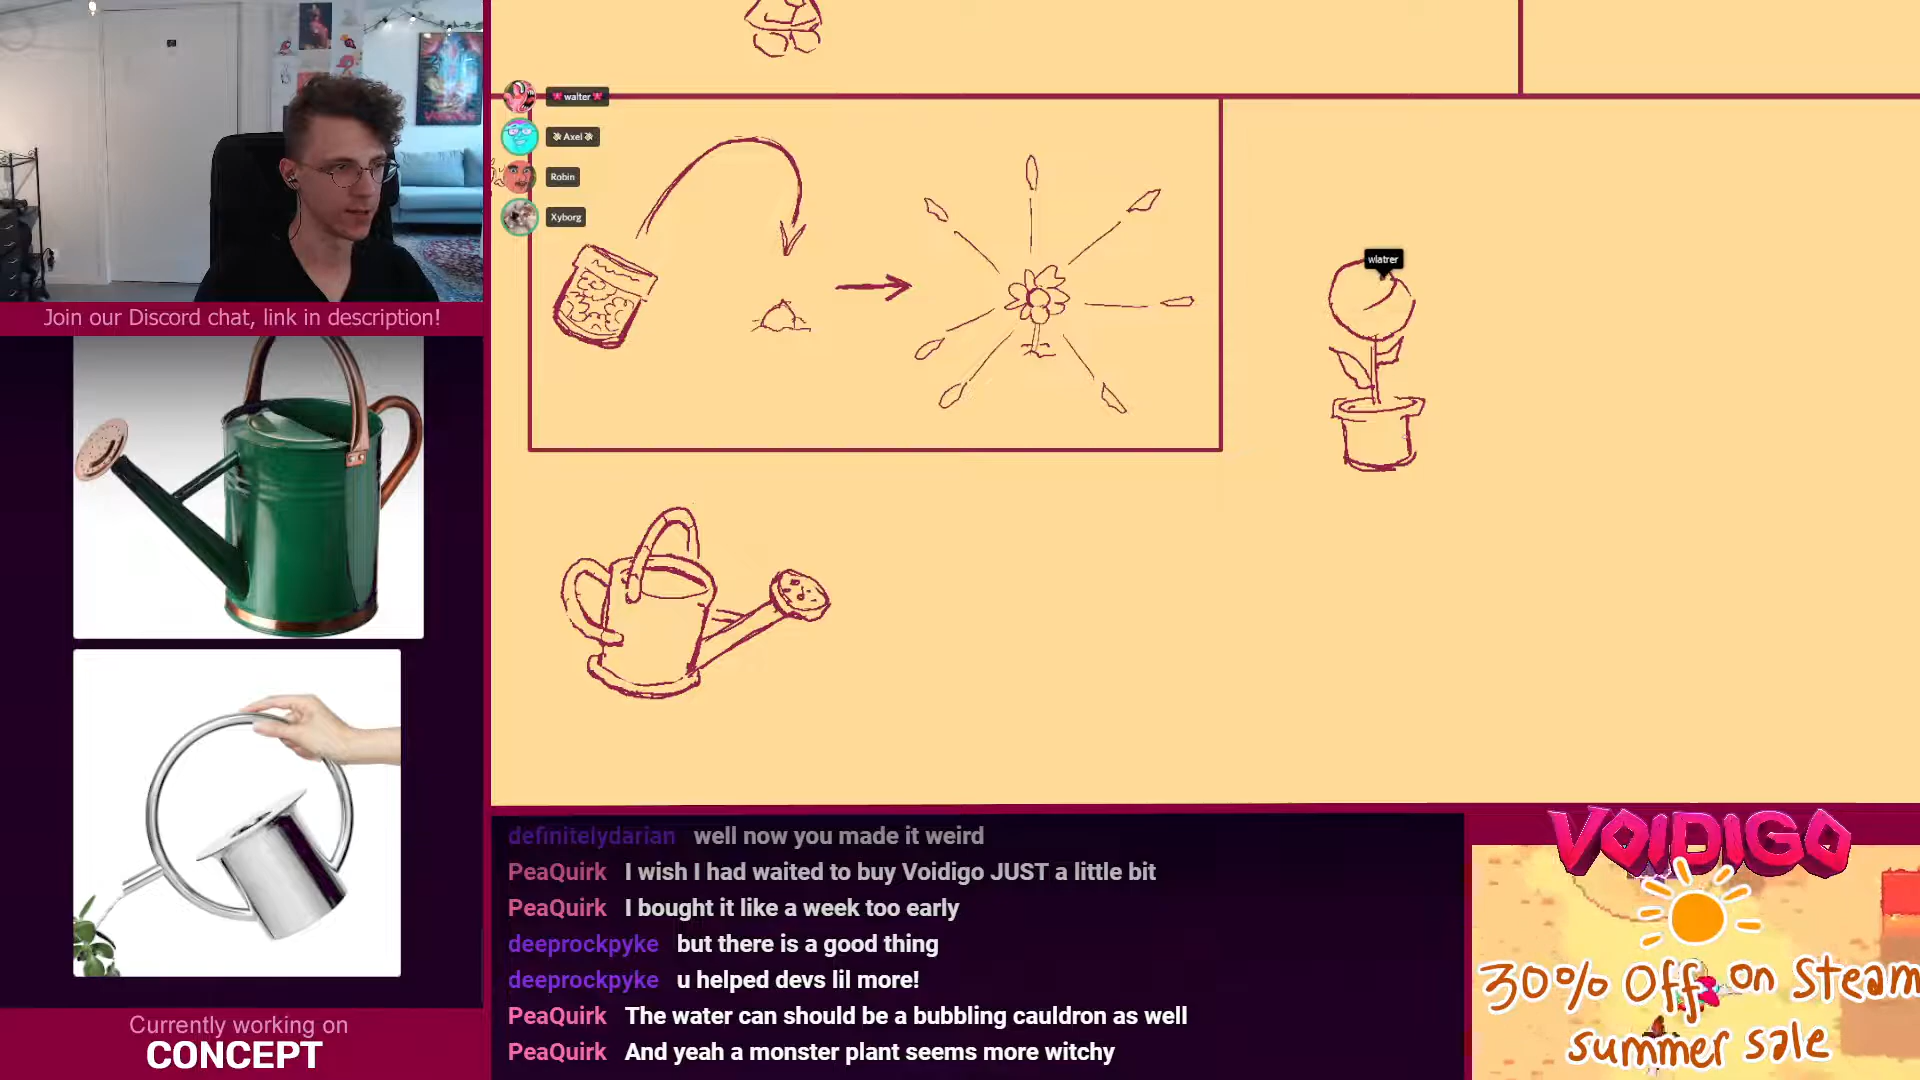 walter
Axel
Robin
Xyborg
wlatrer
Join our Discord chat, link in description!
definitelydarian well now you made it weird
PeaQuirk I wish I had waited to buy Voidigo JUST a little bit
PeaQuirk I bought it like a week too early
deeprockpyke but there is a good thing
deeprockpyke u helped devs lil more!
PeaQuirk The water can should be a bubbling cauldron as well
PeaQuirk And yeah a monster plant seems more witchy
Currently working on
CONCEPT
VOIDIGO
30% Off on Steam
summer sale